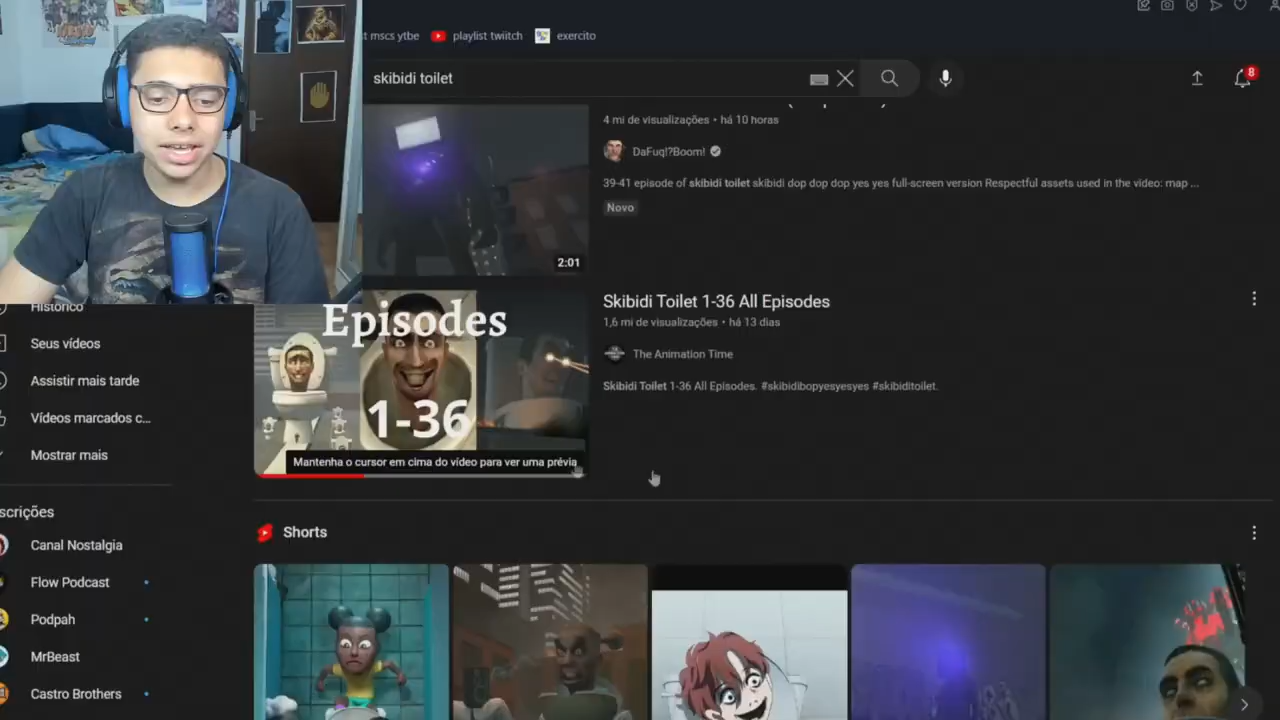 t mscs ytbe
playlist twiitch
exercito
skibidi toilet
8
4 mi de visualizações • há 10 horas
DaFuq!?Boom!
39-41 episode of skibidi toilet skibidi dop dop dop yes yes full-screen version Respectful assets used in the video: map ...
Novo
2:01
Histórico
Seus vídeos
Assistir mais tarde
Vídeos marcados c...
Mostrar mais
Episodes
1-36
Mantenha o cursor em cima do vídeo para ver uma prévia
Skibidi Toilet 1-36 All Episodes
1,6 mi de visualizações • há 13 dias
The Animation Time
Skibidi Toilet 1-36 All Episodes. #skibidibopyesyesyes #skibiditoilet.
scrições
Canal Nostalgia
Flow Podcast
Podpah
MrBeast
Castro Brothers
Shorts